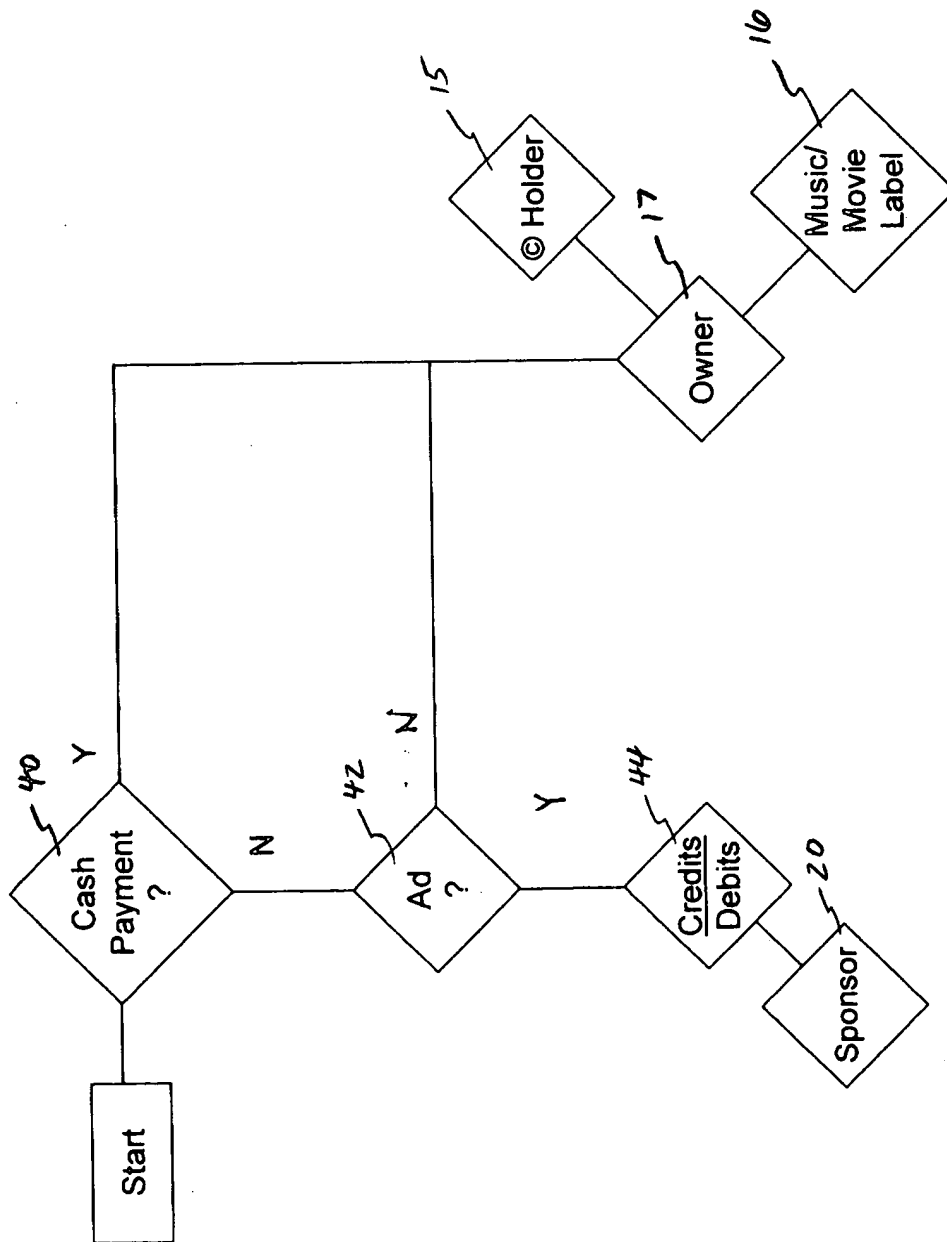 Start
40
Cash
Payment
?
Y
N
42
Ad
?
N
Y
44
Credits/
Debits
20
Sponsor
17
Owner
15
© Holder
16
Music/
Movie
Label